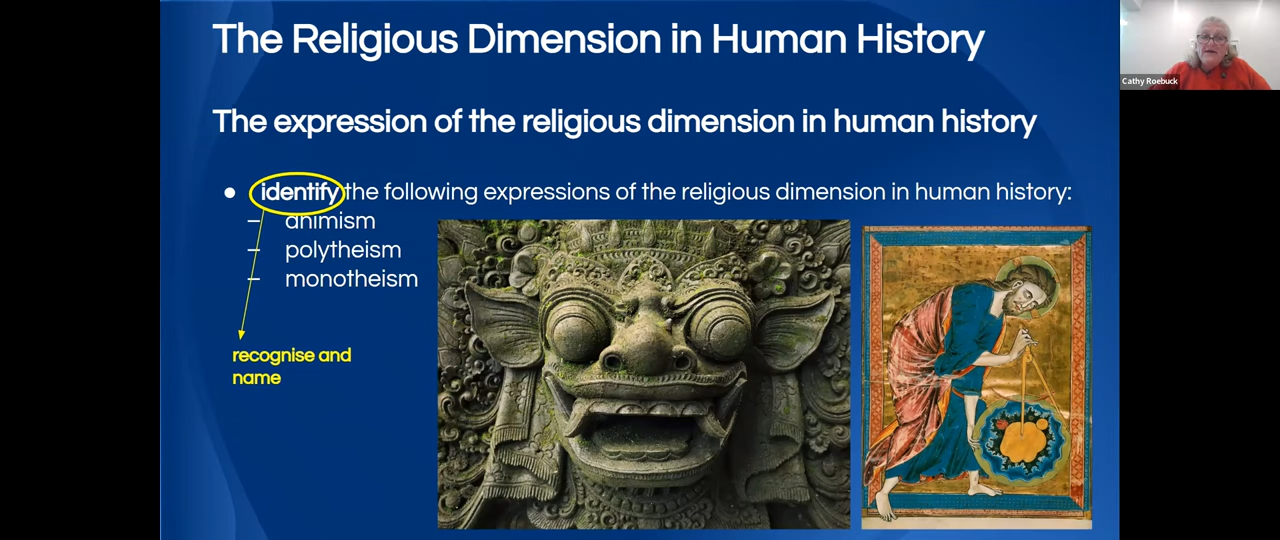 The Religious Dimension in Human History
Cathy Roebuck
The expression of the religious dimension in human history
● identify the following expressions of the religious dimension in human history:
– animism
– polytheism
– monotheism
recognise and
name